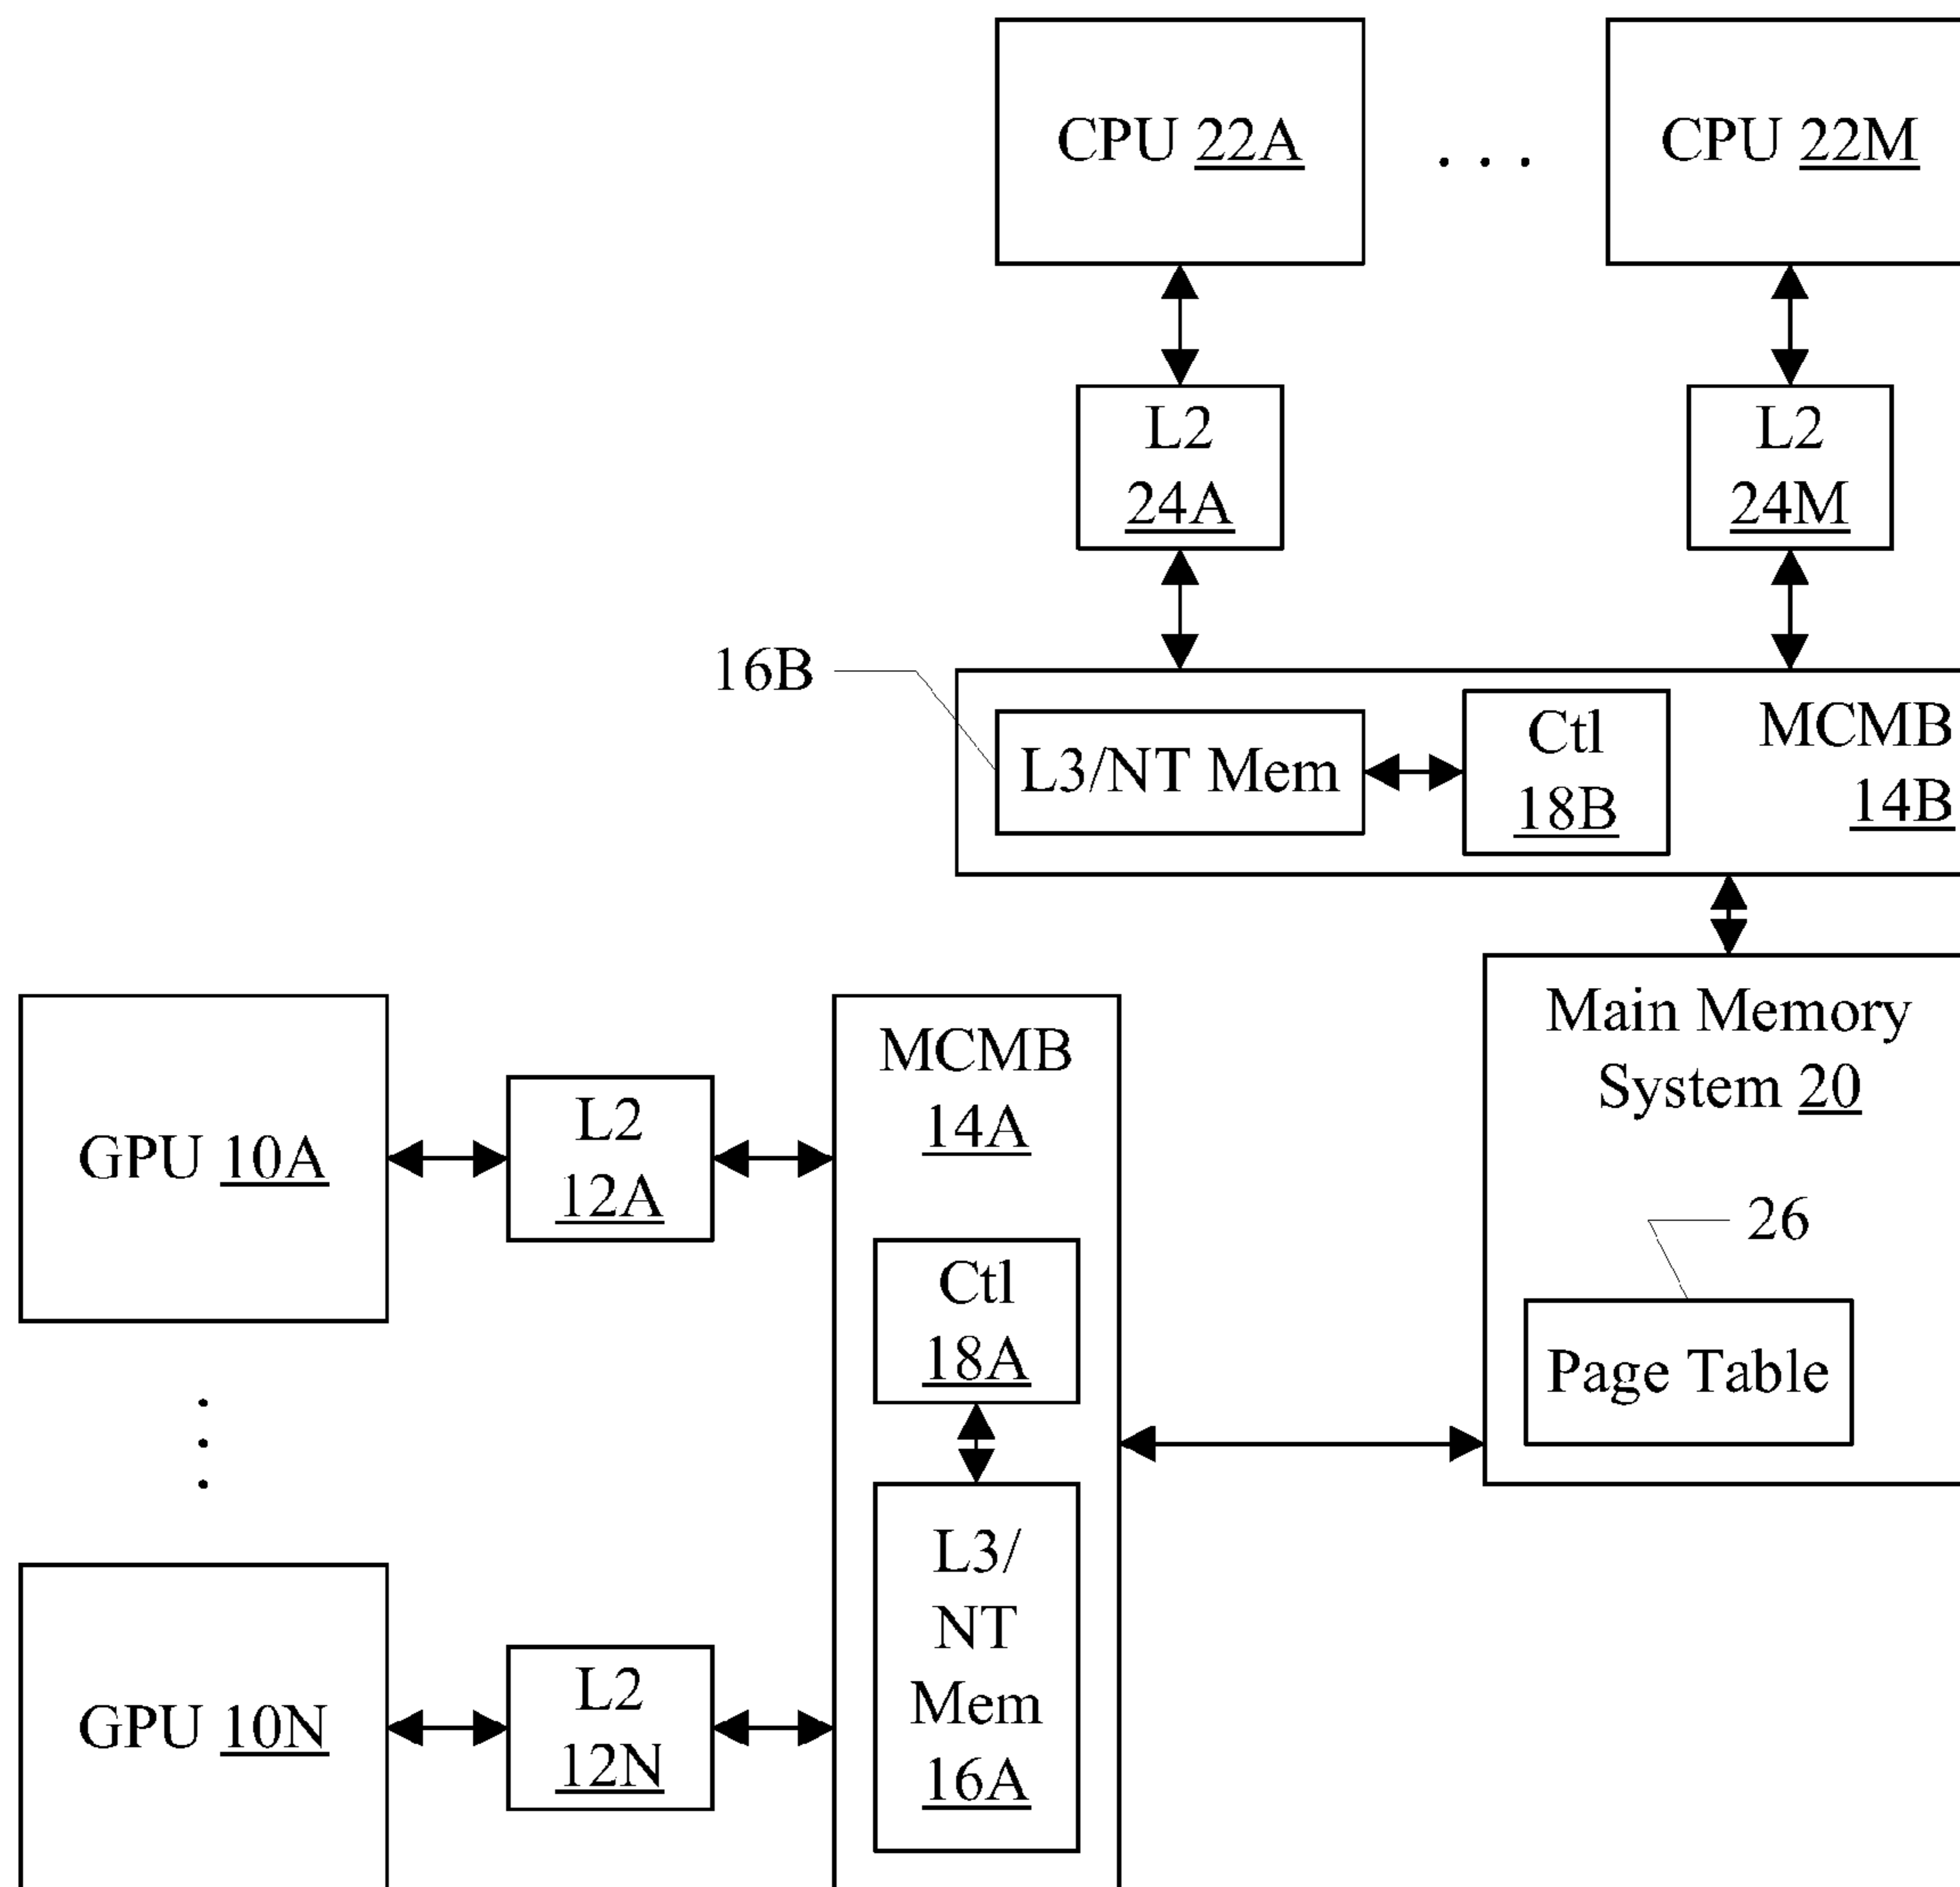 CPU 22A
. . .
CPU 22M
L2
24A
L2
24M
16B
L3/NT Mem
Ctl
18B
MCMB
14B
Main Memory
System 20
26
Page Table
GPU 10A
L2
12A
MCMB
14A
Ctl
18A
L3/
NT
Mem
16A
GPU 10N
L2
12N